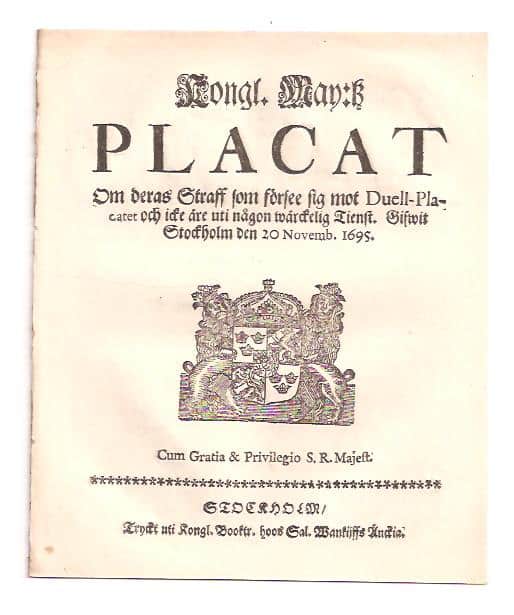 Kongl. May:tz
PLACAT
Om deras Straff som försee sig mot Duell-Pla-
catet och icke äre uti någon wärckelig Tienst. Gifwit
Stockholm den 20 Novemb. 1695.
Cum Gratia & Privilegio S. R. Majest.
STOCKHOLM/
Tryckt uti Kongl. Booktr. hoos Sal. Wankijffs Änckia.